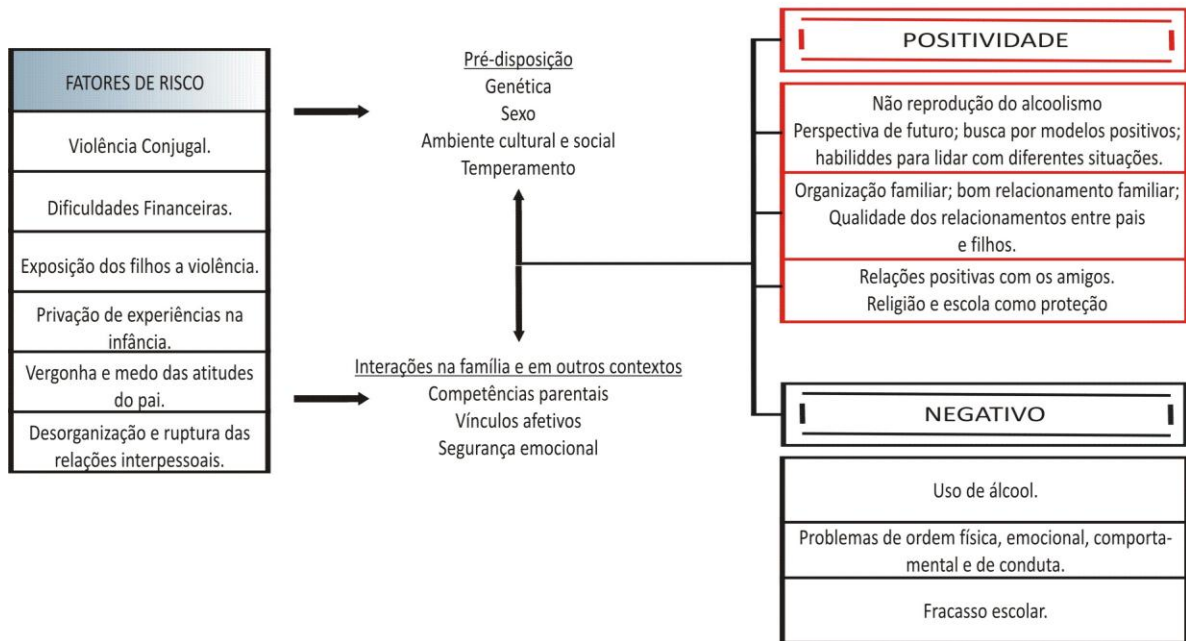 FATORES DE RISCO
Violência Conjugal.
Dificuldades Financeiras.
Exposição dos filhos a violência.
Privação de experiências na
infância.
Vergonha e medo das atitudes
do pai.
Desorganização e ruptura das
relações interpessoais.
Pré-disposição
Genética
Sexo
Ambiente cultural e social
Temperamento
Interações na família e em outros contextos
Competências parentais
Vínculos afetivos
Segurança emocional
POSITIVIDADE
Não reprodução do alcoolismo
Perspectiva de futuro; busca por modelos positivos;
habiliddes para lidar com diferentes situações.
Organização familiar; bom relacionamento familiar;
Qualidade dos relacionamentos entre pais
e filhos.
Relações positivas com os amigos.
Religião e escola como proteção
NEGATIVO
Uso de álcool.
Problemas de ordem física, emocional, comporta-
mental e de conduta.
Fracasso escolar.